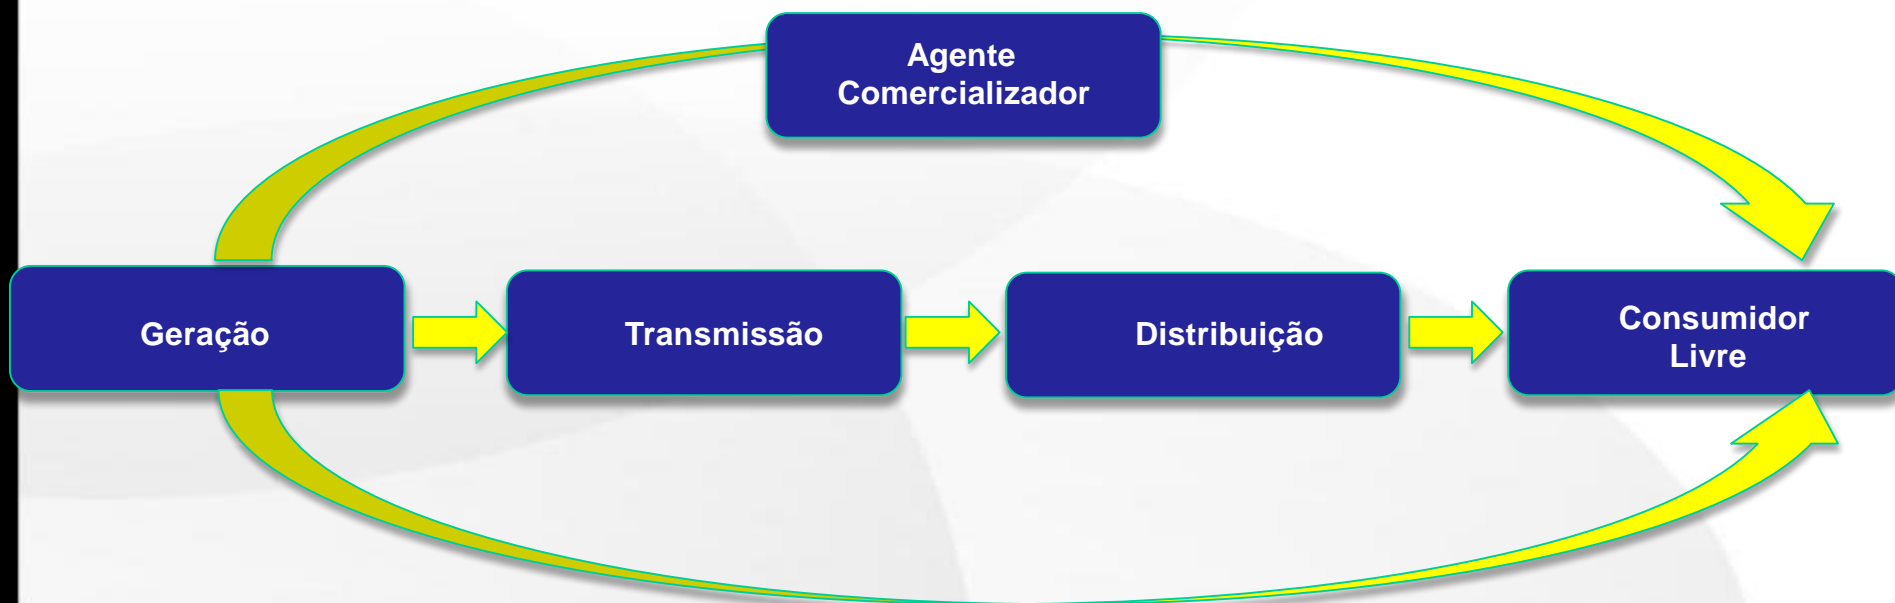 Agente
Comercializador
Geração
Transmissão
Distribuição
Consumidor
Livre